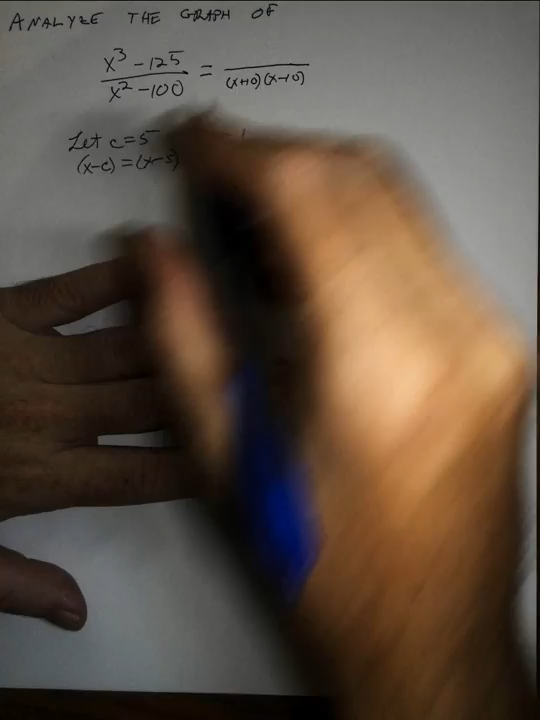 ANALYZE THE GRAPH OF
x³ - 125 / x² - 100 = / (x+10)(x-10)
Let c = 5
(x-c) = (x-5)